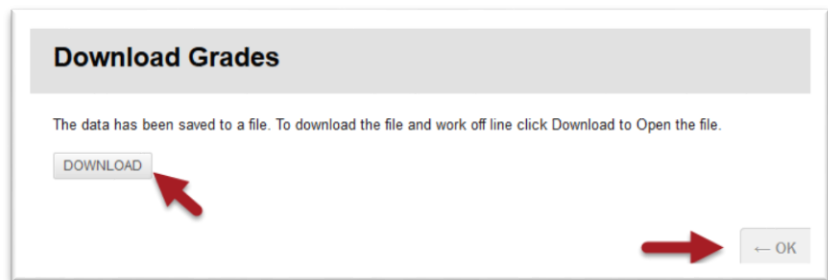 Download Grades
The data has been saved to a file. To download the file and work off line click Download to Open the file.
DOWNLOAD
← OK